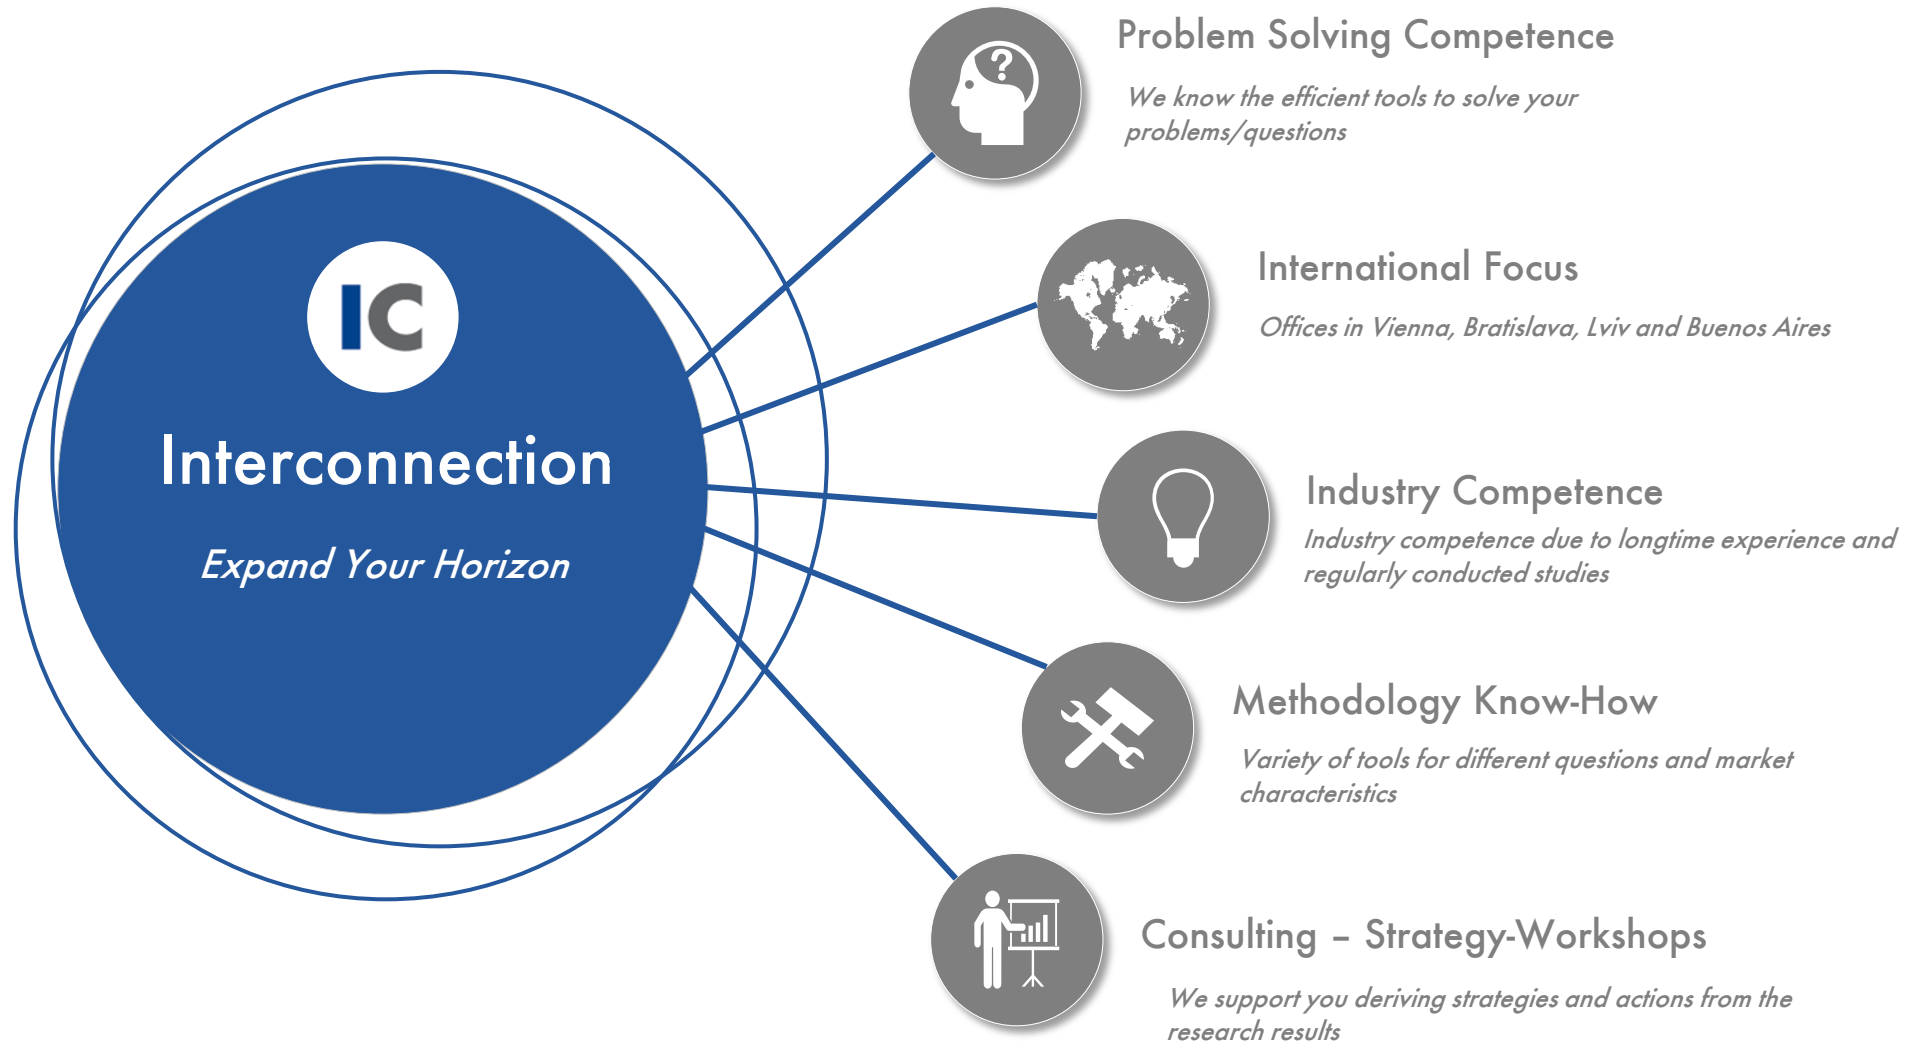 IC
Interconnection
Expand Your Horizon
Problem Solving Competence
We know the efficient tools to solve your
problems/questions
International Focus
Offices in Vienna, Bratislava, Lviv and Buenos Aires
Industry Competence
Industry competence due to longtime experience and
regularly conducted studies
Methodology Know-How
Variety of tools for different questions and market
characteristics
Consulting – Strategy-Workshops
We support you deriving strategies and actions from the
research results